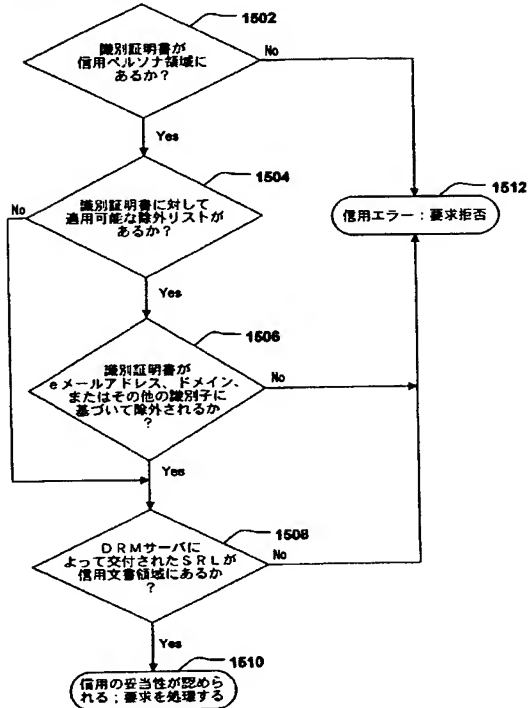 1502
識別証明書が
信用ペルソナ領域に
あるか？
No
Yes
1504
識別証明書に対して
適用可能な除外リストが
あるか？
No
1512
信用エラー：要求拒否
Yes
1506
識別証明書が
eメールアドレス、ドメイン、
またはその他の識別子に
基づいて除外されるか
？
No
Yes
1508
DRMサーバに
よって交付されたSRLが
信用文書領域にあるか
？
No
Yes
1510
信用の妥当性が認めら
れる；要求を処理する